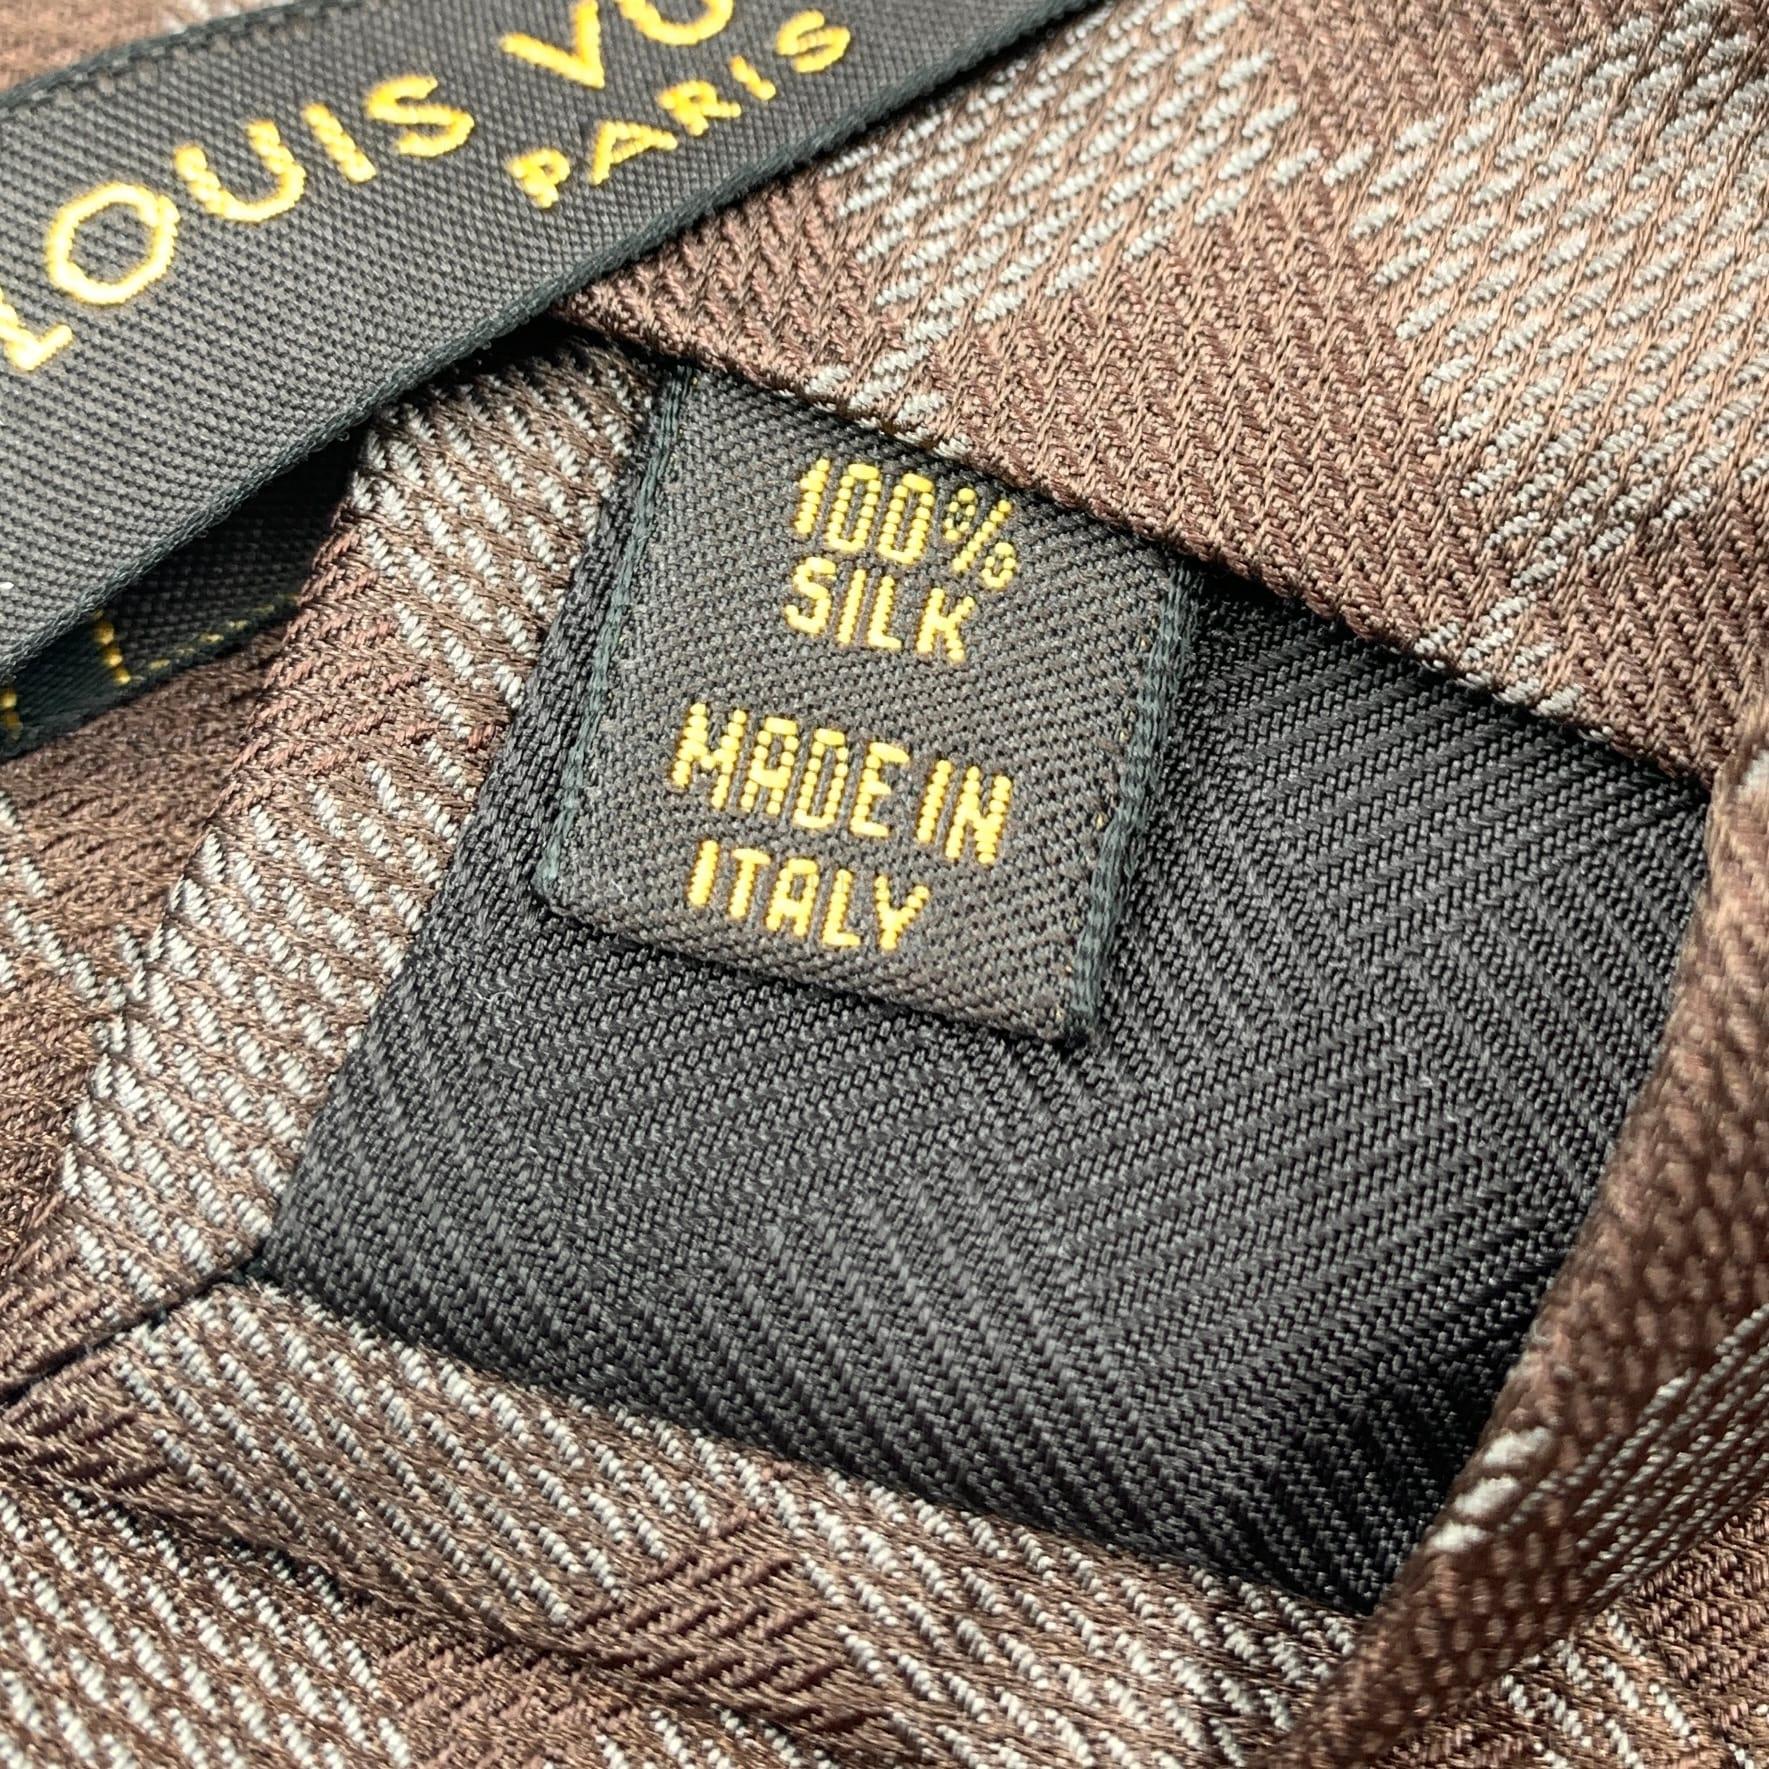 LOUIS VU
PARIS
100%
SILK
MADE IN
ITALY